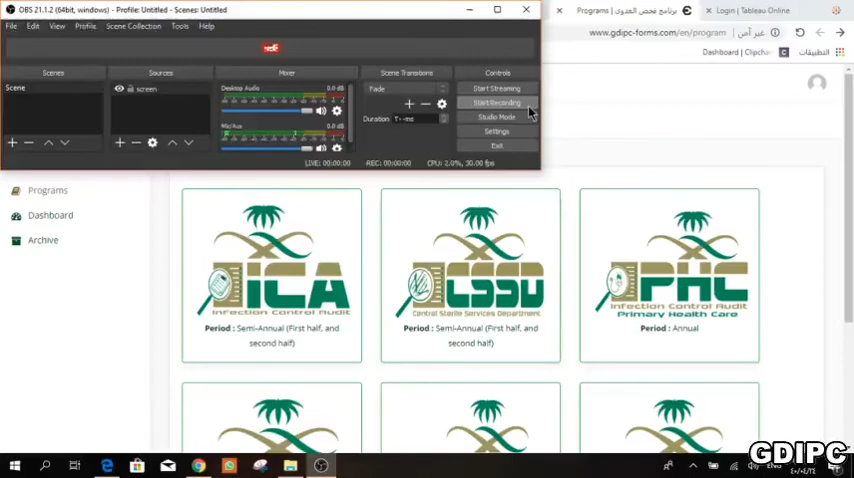 OBS 21.1.2 (64bit, windows) - Profile: Untitled - Scenes: Untitled
Programs | برنامج فحص العدوى
Login | Tableau Online
File Edit View Profile Scene Collection Tools Help
www.gdipc-forms.com/en/program
غير آمن
Dashboard | Clipcha
التطبيقات
Scenes
Sources
Mixer
Scene Transitions
Controls
Scene
screen
Desktop Audio 0.0 dB
Mic/Aux 0.0 dB
Fade
Duration
Start Streaming
Start Recording
Studio Mode
Settings
Exit
LIVE: 00:00:00 REC: 00:00:00 CPU: 2.0%, 30.00 fps
Programs
Dashboard
Archive
ICA
Infection Control Audit
Period : Semi-Annual (First half, and
second half)
CSSD
Central Sterile Services Department
Period : Semi-Annual (First half, and
second half)
PHC
Infection Control Audit
Primary Health Care
Period : Annual
GDIPC
ENG